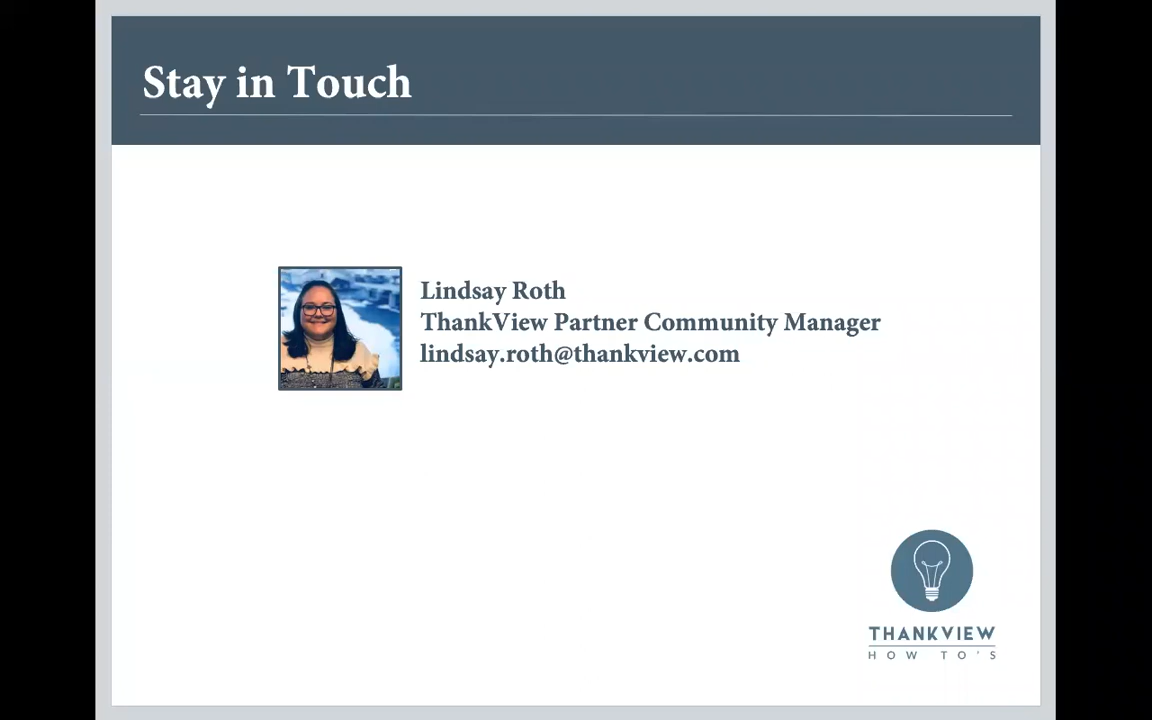 Stay in Touch
Lindsay Roth
ThankView Partner Community Manager
lindsay.roth@thankview.com
THANKVIEW
HOW TO'S